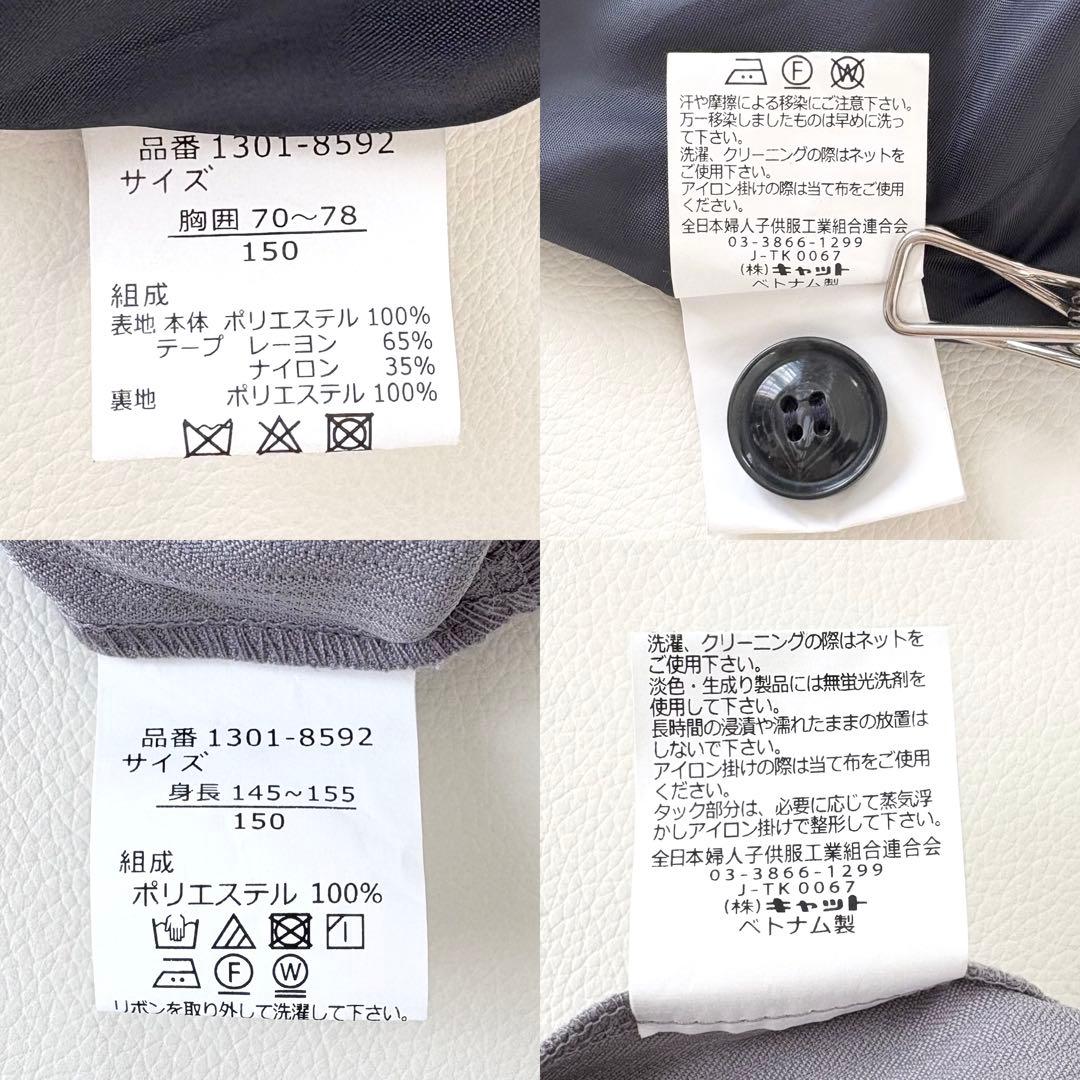 品番 1301-8592
サイズ
胸囲 70～78
150
組成
表地 本体 ポリエステル 100%
テープ レーヨン 65%
ナイロン 35%
裏地 ポリエステル 100%
F W
汗や摩擦による移染にご注意下さい。
万一移染しましたものは早めに洗っ
て下さい。
洗濯、クリーニングの際はネットを
ご使用下さい。
アイロン掛けの際は当て布をご使用
ください。
全日本婦人子供服工業組合連合会
03-3866-1299
J-TK0067
(株)キャット
ベトナム製
品番 1301-8592
サイズ
身長 145～155
150
組成
ポリエステル 100%
F W
リボンを取り外して洗濯して下さい。
洗濯、クリーニングの際はネットを
ご使用下さい。
淡色・生成り製品には無蛍光洗剤を
使用して下さい。
長時間の浸漬や濡れたままの放置は
しないで下さい。
アイロン掛けの際は当て布をご使用
ください。
タック部分は、必要に応じて蒸気浮
かしアイロン掛けで整形して下さい。
全日本婦人子供服工業組合連合会
03-3866-1299
J-TK0067
(株)キャット
ベトナム製